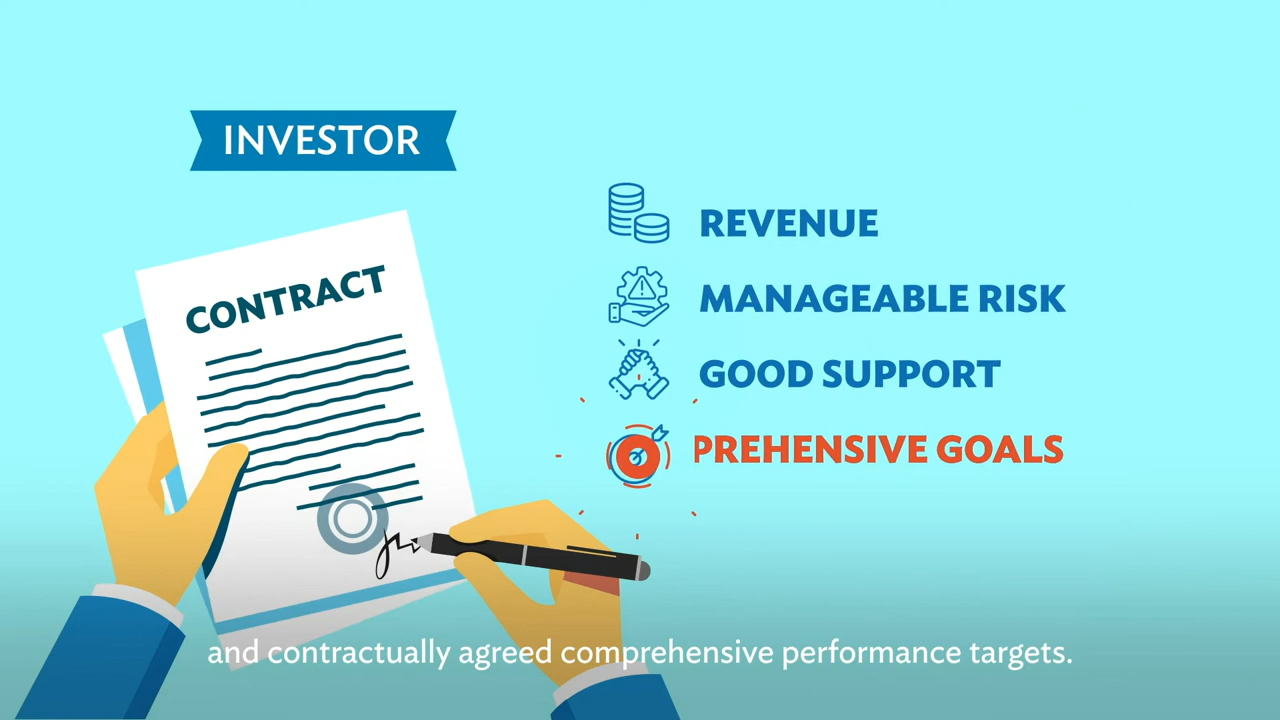 INVESTOR
CONTRACT
REVENUE
MANAGEABLE RISK
GOOD SUPPORT
PREHENSIVE GOALS
and contractually agreed comprehensive performance targets.